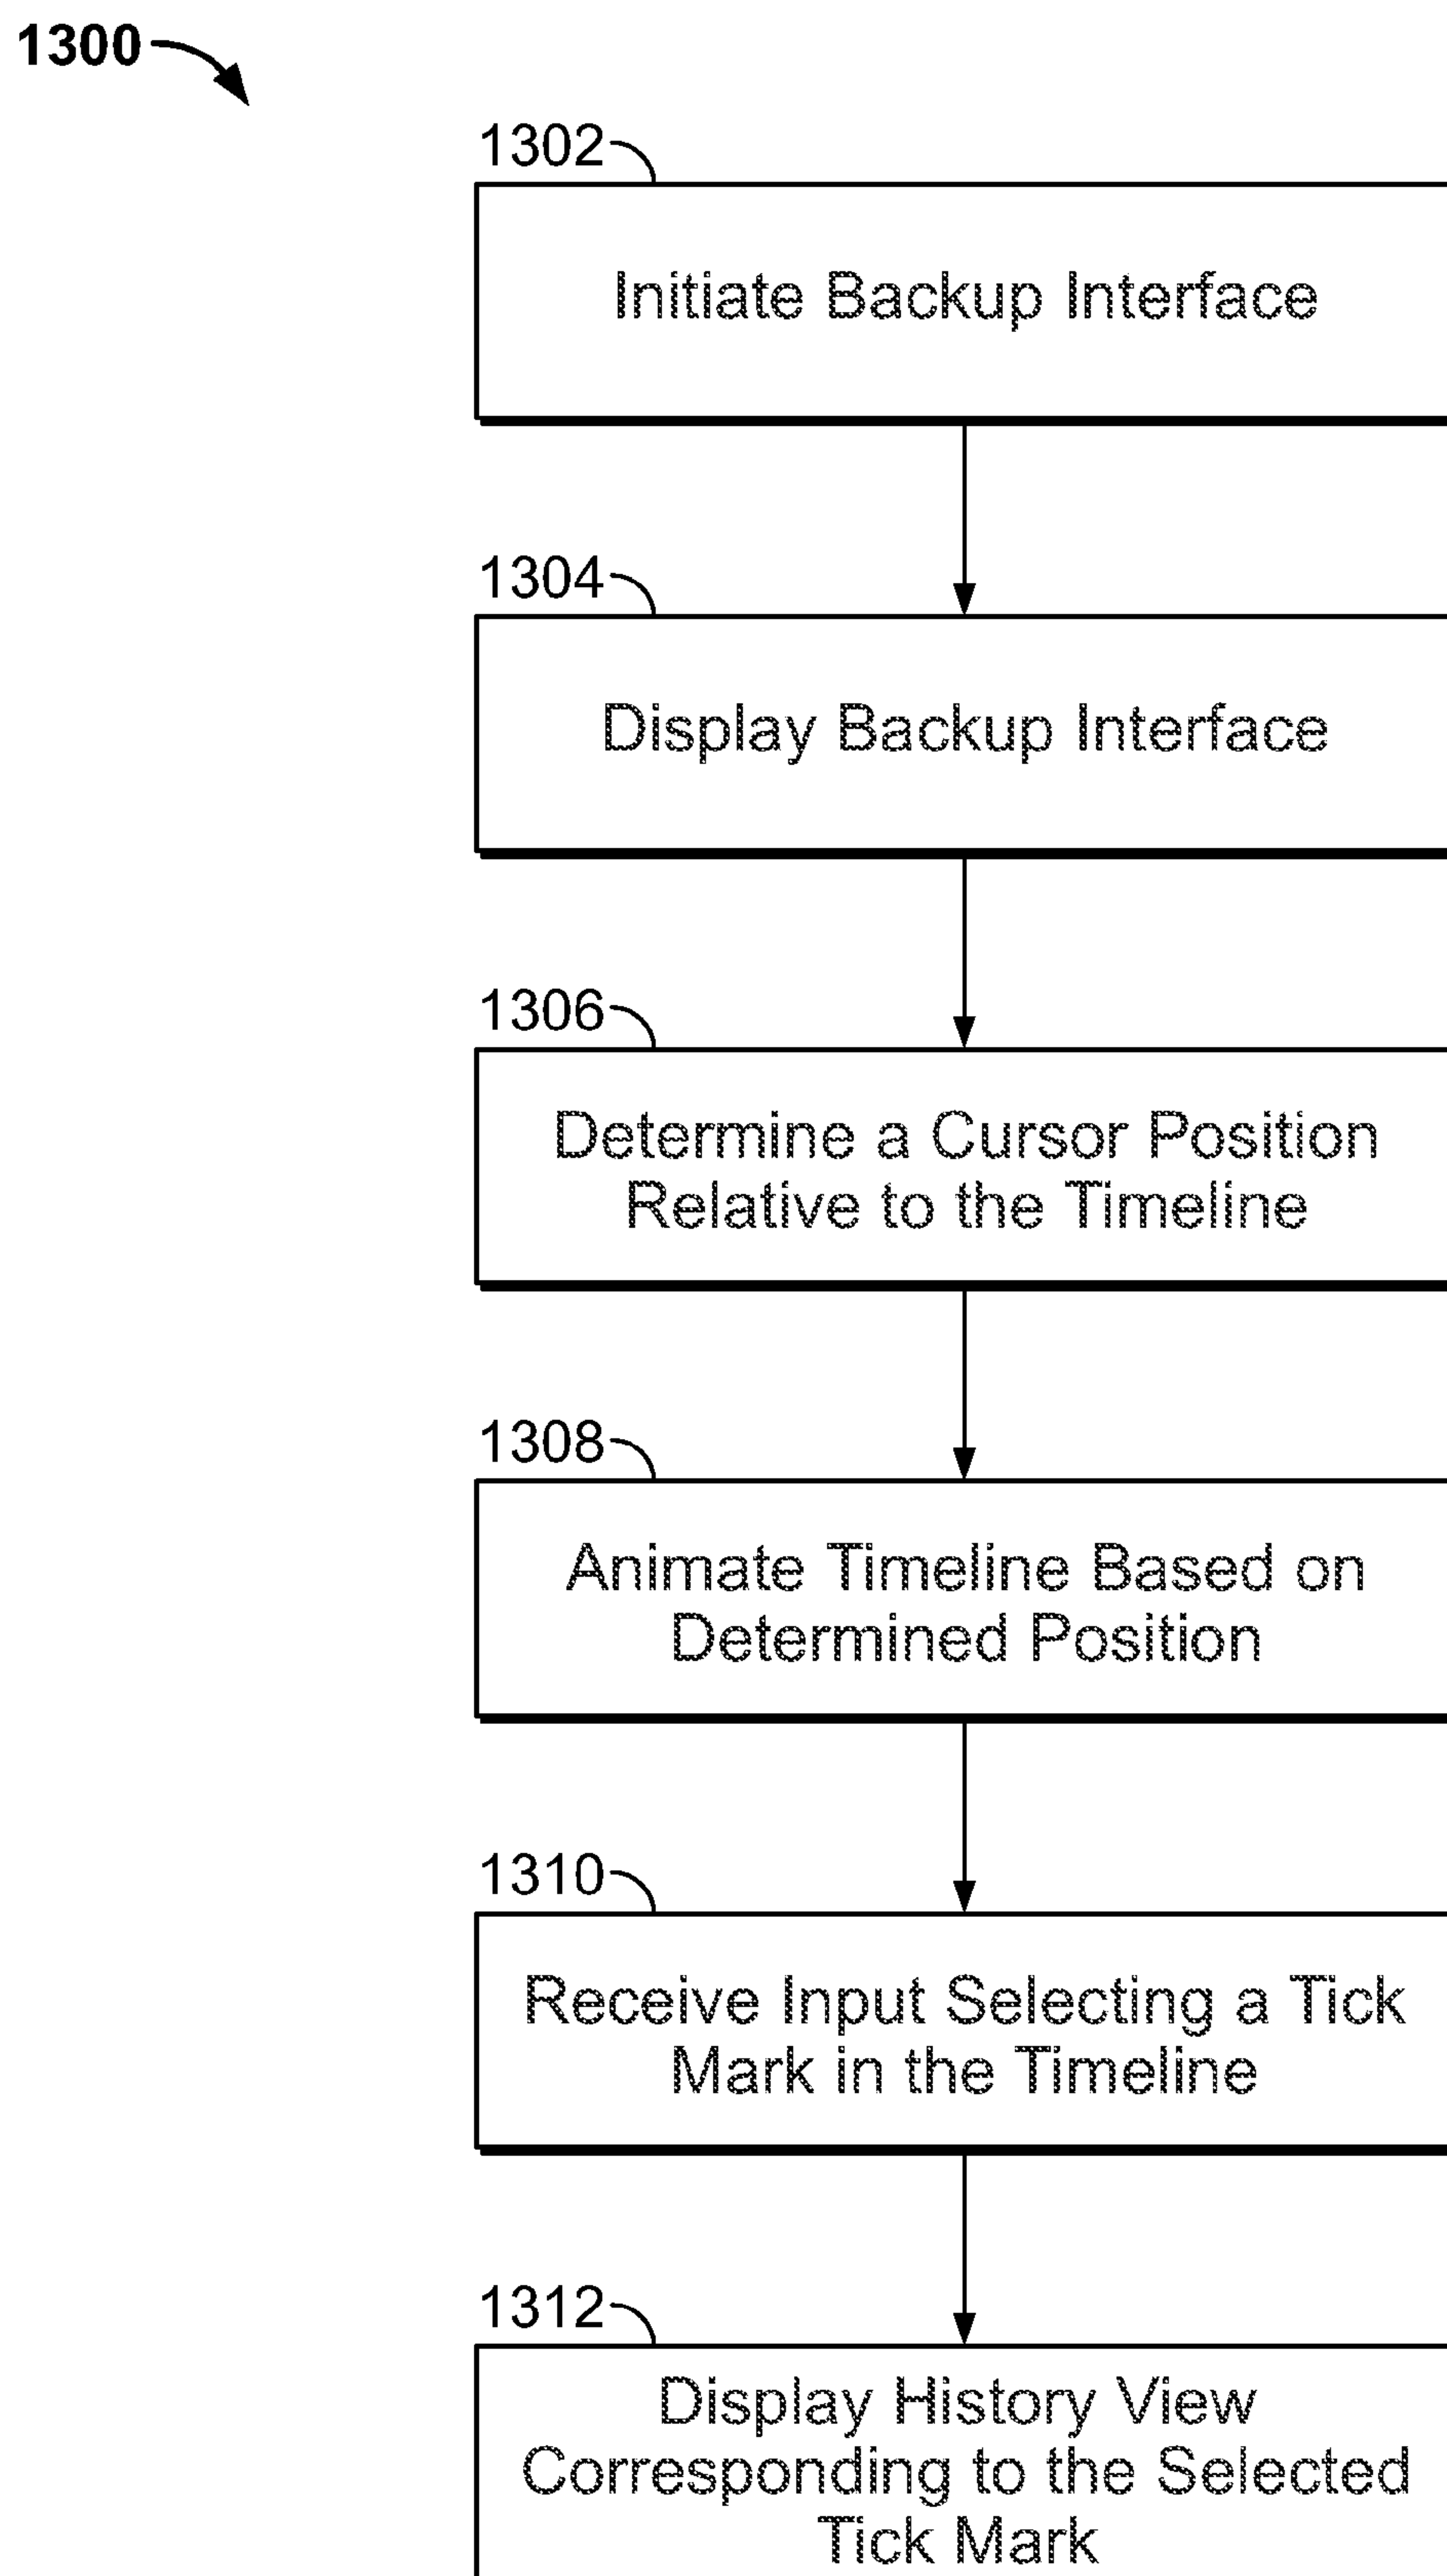 1300
1302
Initiate Backup Interface
1304
Display Backup Interface
1306
Determine a Cursor Position
Relative to the Timeline
1308
Animate Timeline Based on
Determined Position
1310
Receive Input Selecting a Tick
Mark in the Timeline
1312
Display History View
Corresponding to the Selected
Tick Mark